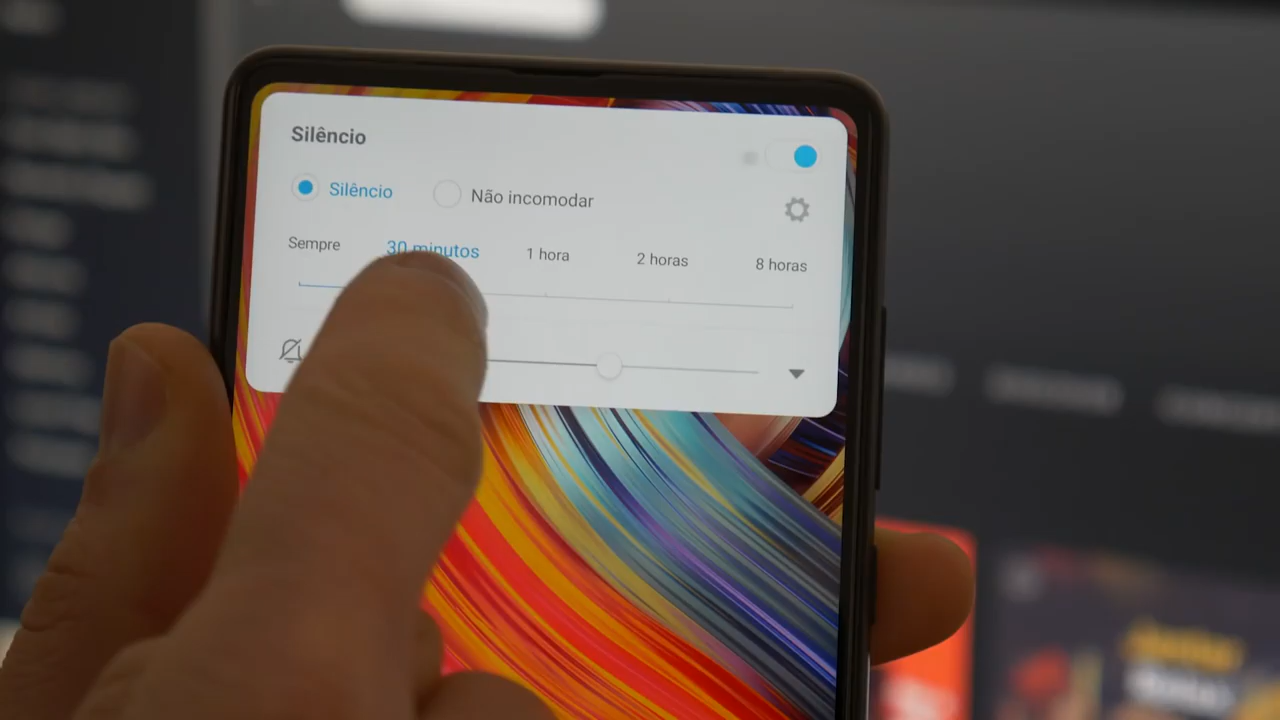 Silêncio
Silêncio Não incomodar
Sempre 30 minutos 1 hora 2 horas 8 horas